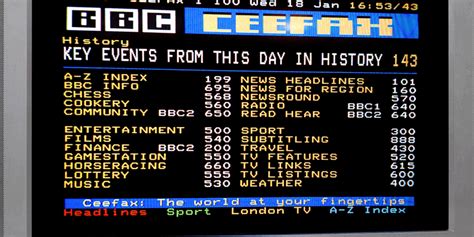 CEEFAX 1 100 Wed 18 Jan 16:53/43
BBC CEEFAX
History
KEY EVENTS FROM THIS DAY IN HISTORY 143
A-Z INDEX 199 NEWS HEADLINES 101
BBC INFO 695 NEWS FOR REGION 160
CHESS 568 NEWSROUND 570
COOKERY 560 RADIO BBC1 640
COMMUNITY BBC2 650 READ HEAR BBC2 640
ENTERTAINMENT 500 SPORT 300
FILMS 540 SUBTITLING 888
FINANCE BBC2 200 TRAVEL 430
GAMESTATION 550 TV FEATURES 520
HORSERACING 660 TV LINKS 615
LOTTERY 555 TV LISTINGS 600
MUSIC 530 WEATHER 400
Ceefax: The world at your fingertips
Headlines Sport London TV A-Z Index